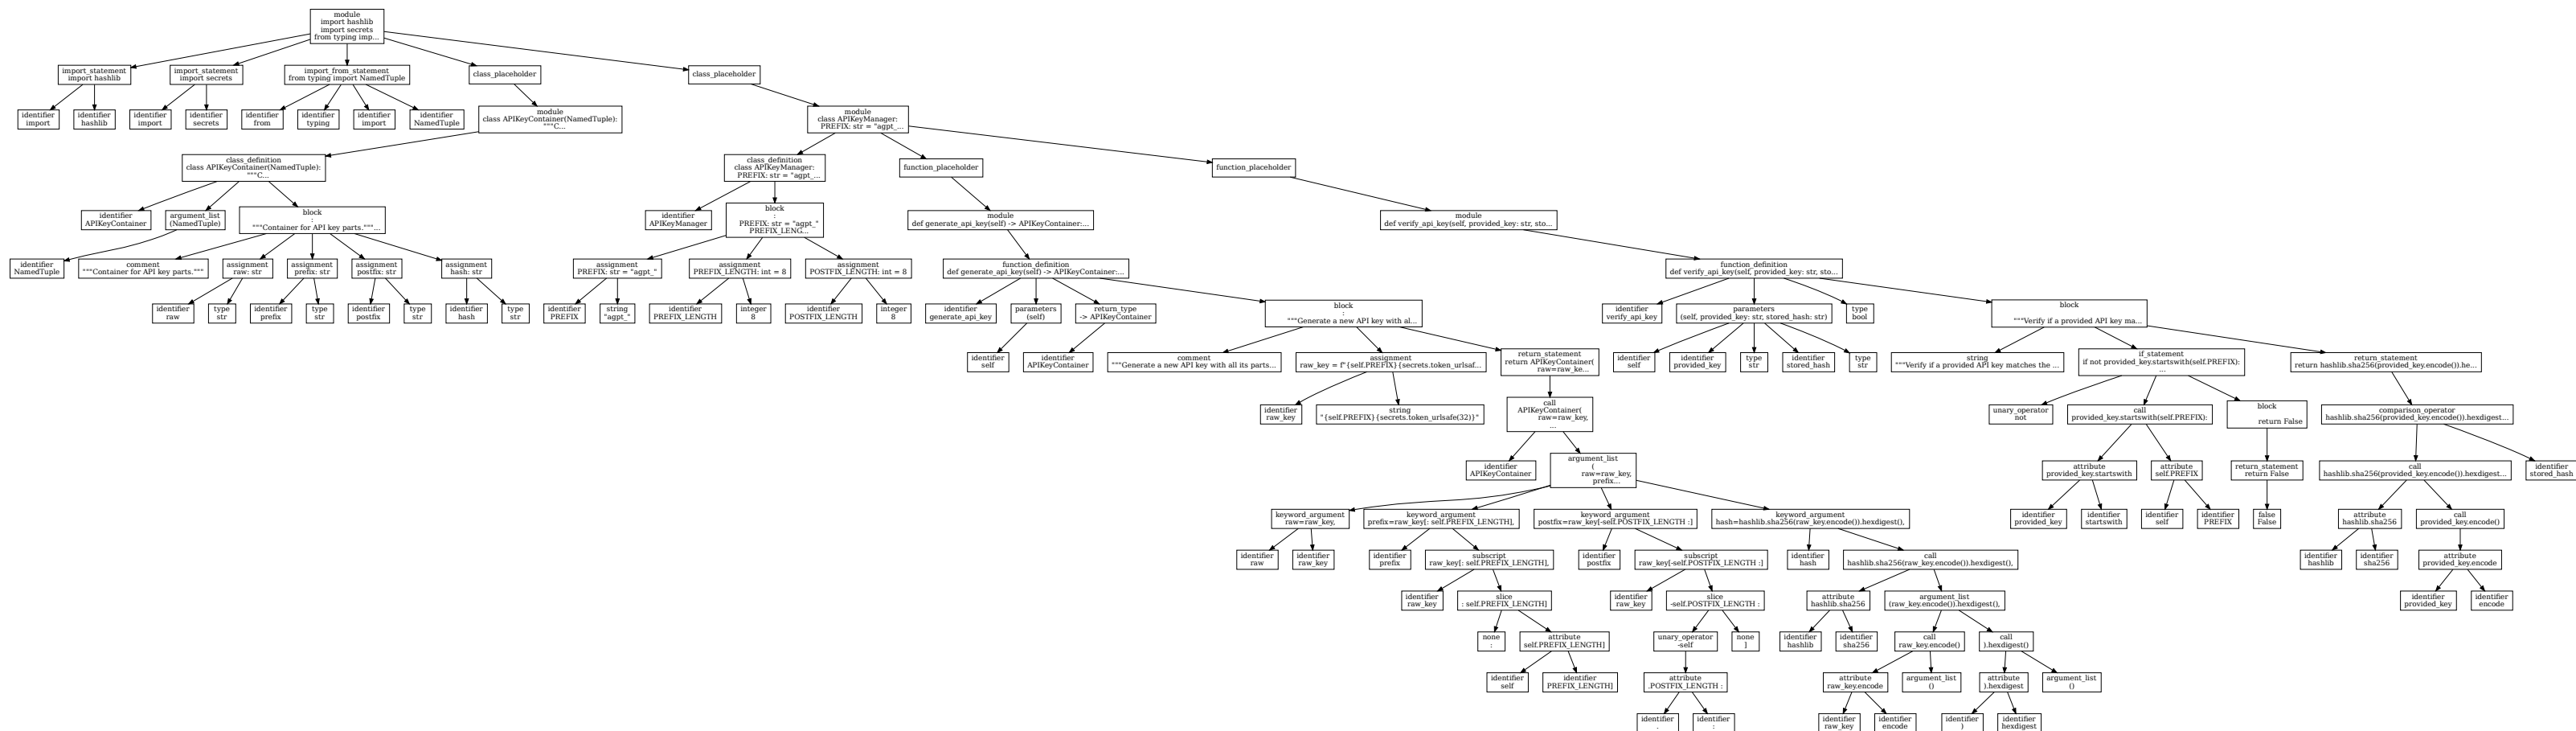 module
import hashlib
import secrets
from typing imp...
import_statement
import hashlib
import_statement
import secrets
import_from_statement
from typing import NamedTuple
class_placeholder
class_placeholder
identifier
import
identifier
hashlib
identifier
import
identifier
secrets
identifier
from
identifier
typing
identifier
import
identifier
NamedTuple
module
class APIKeyContainer(NamedTuple):
"""C...
module
class APIKeyManager:
PREFIX: str = "agpt_...
class_definition
class APIKeyContainer(NamedTuple):
"""C...
class_definition
class APIKeyManager:
PREFIX: str = "agpt_...
function_placeholder
function_placeholder
identifier
APIKeyContainer
argument_list
(NamedTuple)
block
:
"""Container for API key parts."""...
identifier
APIKeyManager
block
:
PREFIX: str = "agpt_"
PREFIX_LENG...
module
def generate_api_key(self) -> APIKeyContainer:...
module
def verify_api_key(self, provided_key: str, sto...
identifier
NamedTuple
comment
"""Container for API key parts."""
assignment
raw: str
assignment
prefix: str
assignment
postfix: str
assignment
hash: str
assignment
PREFIX: str = "agpt_"
assignment
PREFIX_LENGTH: int = 8
assignment
POSTFIX_LENGTH: int = 8
function_definition
def generate_api_key(self) -> APIKeyContainer:...
function_definition
def verify_api_key(self, provided_key: str, sto...
identifier
raw
type
str
identifier
prefix
type
str
identifier
postfix
type
str
identifier
hash
type
str
identifier
PREFIX
string
"agpt_"
identifier
PREFIX_LENGTH
integer
8
identifier
POSTFIX_LENGTH
integer
8
identifier
generate_api_key
parameters
(self)
return_type
-> APIKeyContainer
block
:
"""Generate a new API key with al...
identifier
verify_api_key
parameters
(self, provided_key: str, stored_hash: str)
type
bool
block
"""Verify if a provided API key ma...
identifier
self
identifier
APIKeyContainer
comment
"""Generate a new API key with all its parts...
assignment
raw_key = f"{self.PREFIX}{secrets.token_urlsaf...
return_statement
return APIKeyContainer(
raw=raw_ke...
identifier
self
identifier
provided_key
type
str
identifier
stored_hash
type
str
string
"""Verify if a provided API key matches the ...
if_statement
if not provided_key.startswith(self.PREFIX):
...
return_statement
return hashlib.sha256(provided_key.encode()).he...
identifier
raw_key
string
"{self.PREFIX}{secrets.token_urlsafe(32)}"
call
APIKeyContainer(
raw=raw_key,
...
unary_operator
not
call
provided_key.startswith(self.PREFIX):
block
return False
comparison_operator
hashlib.sha256(provided_key.encode()).hexdigest...
identifier
APIKeyContainer
argument_list
(
raw=raw_key,
prefix...
attribute
provided_key.startswith
attribute
self.PREFIX
return_statement
return False
call
hashlib.sha256(provided_key.encode()).hexdigest...
identifier
stored_hash
keyword_argument
raw=raw_key,
keyword_argument
prefix=raw_key[: self.PREFIX_LENGTH],
keyword_argument
postfix=raw_key[-self.POSTFIX_LENGTH :]
keyword_argument
hash=hashlib.sha256(raw_key.encode()).hexdigest(),
identifier
provided_key
identifier
startswith
identifier
self
identifier
PREFIX
false
False
attribute
hashlib.sha256
call
provided_key.encode()
identifier
raw
identifier
raw_key
identifier
prefix
subscript
raw_key[: self.PREFIX_LENGTH],
identifier
postfix
subscript
raw_key[-self.POSTFIX_LENGTH :]
identifier
hash
call
hashlib.sha256(raw_key.encode()).hexdigest(),
identifier
hashlib
identifier
sha256
attribute
provided_key.encode
identifier
raw_key
slice
: self.PREFIX_LENGTH]
identifier
raw_key
slice
-self.POSTFIX_LENGTH :
attribute
hashlib.sha256
argument_list
(raw_key.encode()).hexdigest(),
identifier
provided_key
identifier
encode
none
:
attribute
self.PREFIX_LENGTH]
unary_operator
-self
none
]
identifier
hashlib
identifier
sha256
call
raw_key.encode()
call
).hexdigest()
identifier
self
identifier
PREFIX_LENGTH]
attribute
.POSTFIX_LENGTH :
attribute
raw_key.encode
argument_list
()
attribute
).hexdigest
argument_list
()
identifier
.
identifier
:
identifier
raw_key
identifier
encode
identifier
)
identifier
hexdigest